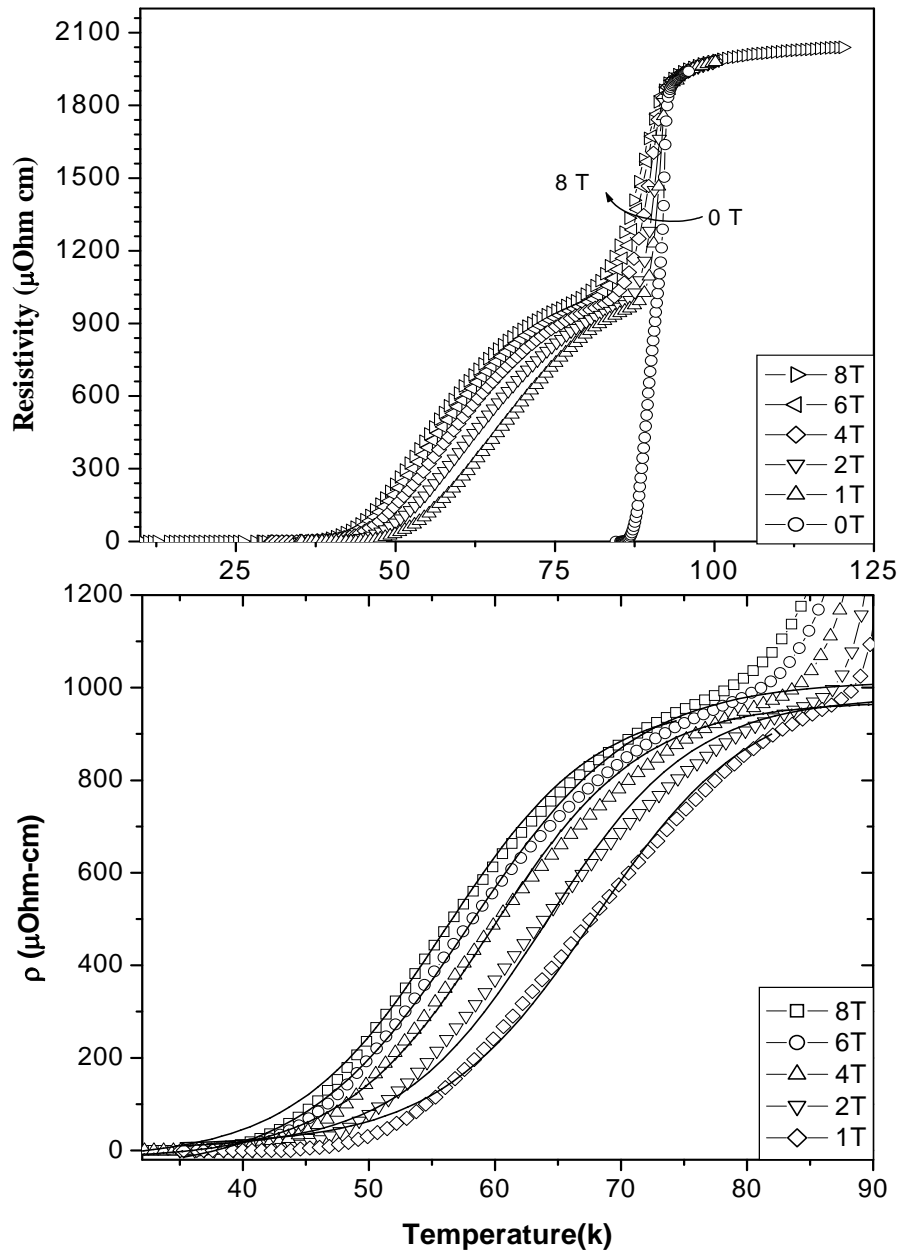 2100
1800
1500
1200
900
600
300
0
Resistivity (μOhm cm)
8 T
0 T
8T
6T
4T
2T
1T
0T
25 50 75 100 125
1200
1000
800
600
400
200
0
ρ (μOhm-cm)
8T
6T
4T
2T
1T
40 50 60 70 80 90
Temperature(k)